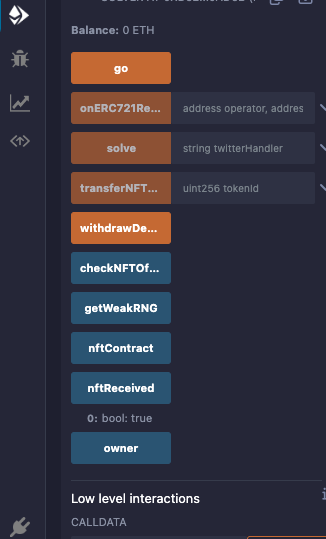 Balance: 0 ETH
go
onERC721Re... address operator, addres
solve string twitterHandler
transferNFT... uint256 tokenId
withdrawDe...
checkNFTOf...
getWeakRNG
nftContract
nftReceived
0: bool: true
owner
Low level interactions
CALLDATA